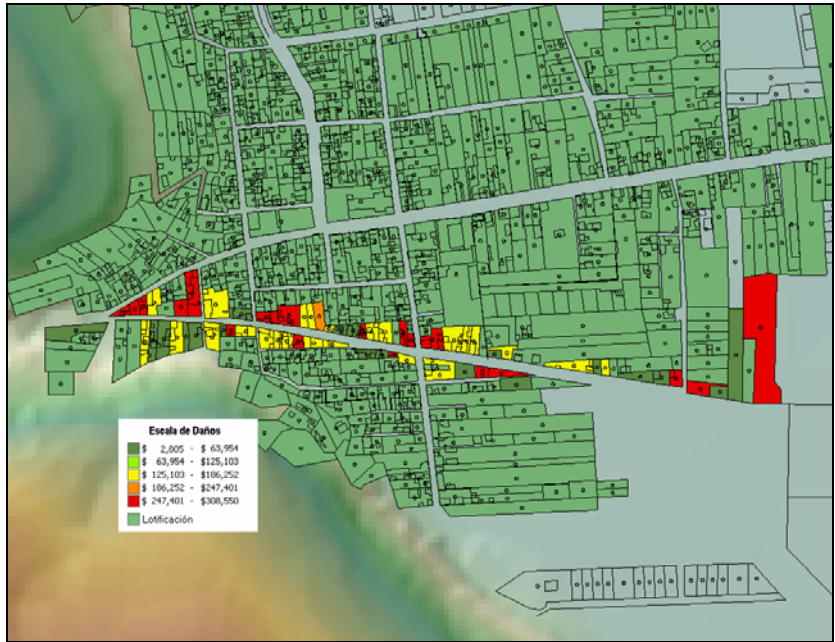 Escala de Daños
$ 2,805 - $ 63,954
$ 63,954 - $125,103
$ 125,103 - $186,252
$ 186,252 - $247,401
$ 247,401 - $308,550
Lotificación